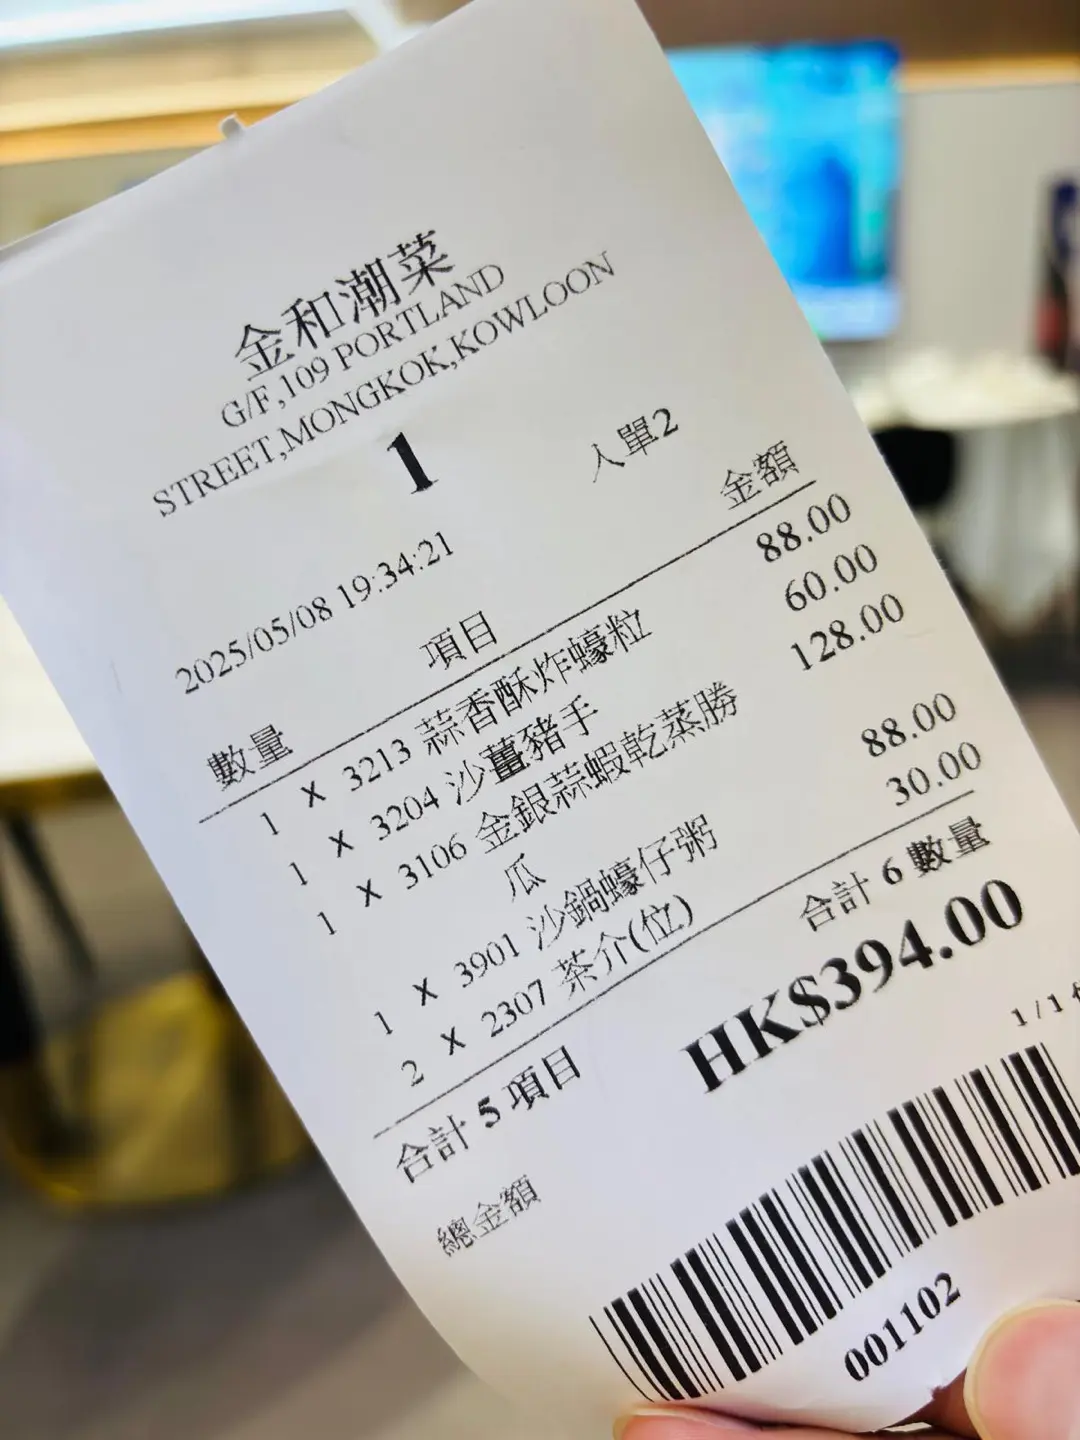 金和潮菜
G/F,109 PORTLAND
STREET,MONGKOK,KOWLOON
1
人單2
2025/05/08 19:34:21
數量 項目 金額
1 X 3213 蒜香酥炸蠔粒 88.00
1 X 3204 沙薑豬手 60.00
1 X 3106 金銀蒜蝦乾蒸勝 128.00
瓜
1 X 3901 沙鍋蠔仔粥 88.00
2 X 2307 茶介(位) 30.00
合計 5 項目 合計 6 數量
總金額 HK$394.00
1/1
001102